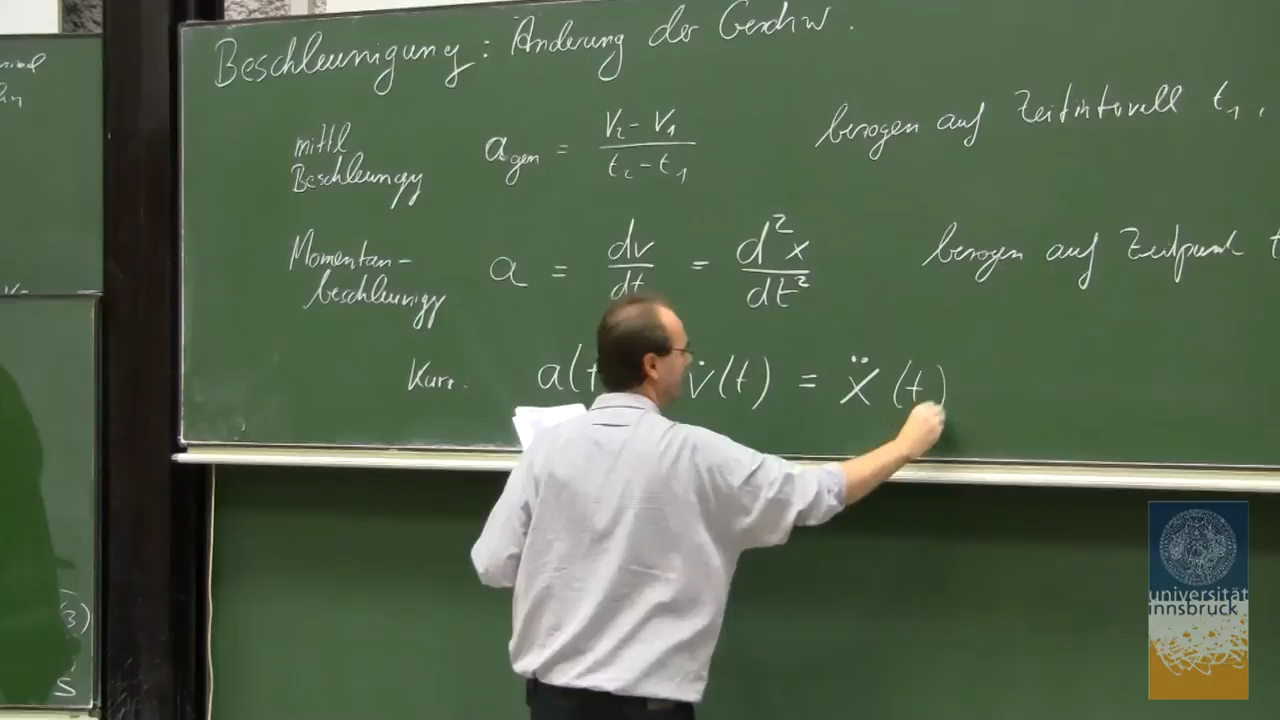 Beschleunigung : Änderung der Geschw.
mittl Beschleunigg a_gem = (v₂ - v₁)/(t₂ - t₁) bezogen auf Zeitintervall t₁,
Momentan-beschleunigg a = dv/dt = d²x/dt² bezogen auf Zeitpunkt t
Kurz. a(t v̇(t) = ẍ(t)
universität
innsbruck